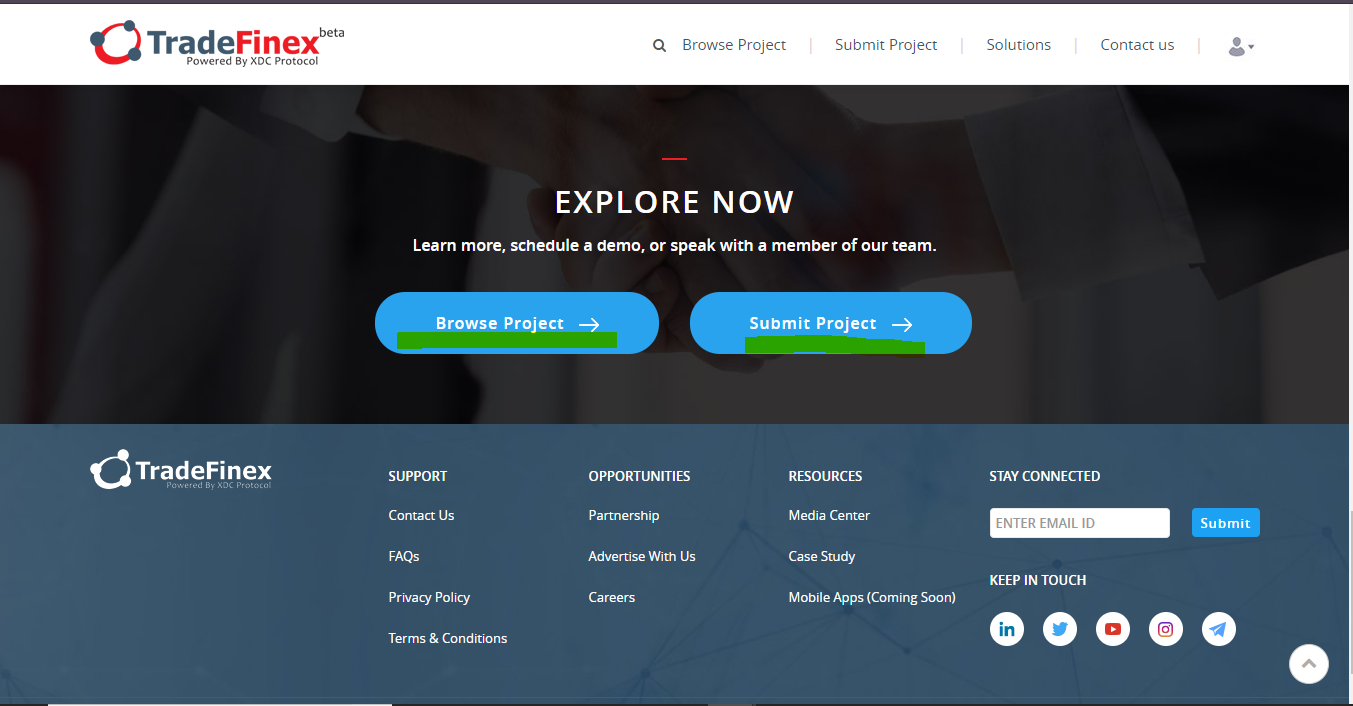 TradeFinex beta
Powered By XDC Protocol
Browse Project | Submit Project | Solutions | Contact us |
EXPLORE NOW
Learn more, schedule a demo, or speak with a member of our team.
Browse Project →
Submit Project →
TradeFinex
Powered By XDC Protocol
SUPPORT
Contact Us
FAQs
Privacy Policy
Terms & Conditions
OPPORTUNITIES
Partnership
Advertise With Us
Careers
RESOURCES
Media Center
Case Study
Mobile Apps (Coming Soon)
STAY CONNECTED
ENTER EMAIL ID
Submit
KEEP IN TOUCH
in